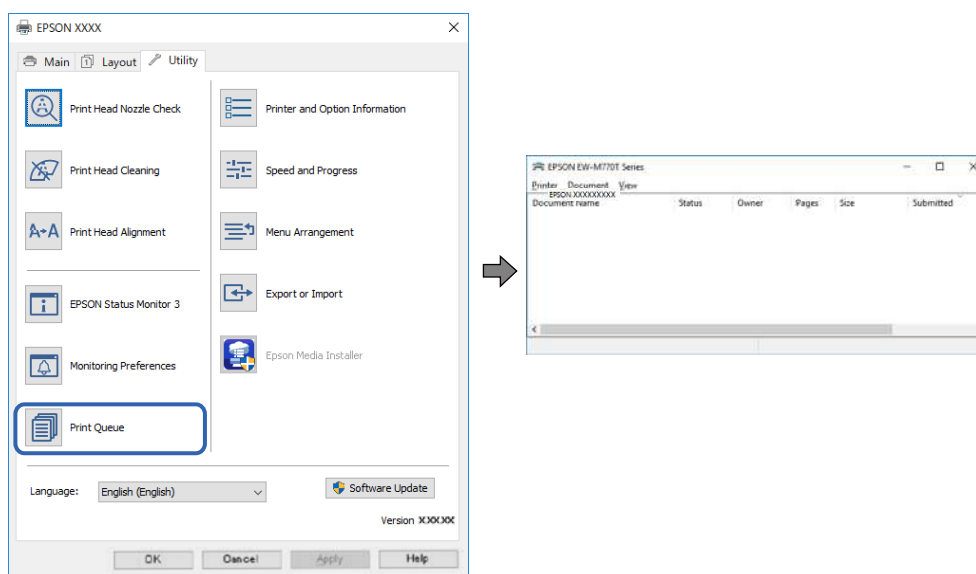 EPSON XXXX
Main Layout Utility
Print Head Nozzle Check
Printer and Option Information
Print Head Cleaning
Speed and Progress
Print Head Alignment
Menu Arrangement
EPSON Status Monitor 3
Export or Import
Monitoring Preferences
Epson Media Installer
Print Queue
Language: English (English)
Software Update
Version X.XX.XX
OK Cancel Apply Help
EPSON EW-M770T Series
Printer Document View
EPSON XXXXXXXXX
Document Name Status Owner Pages Size Submitted